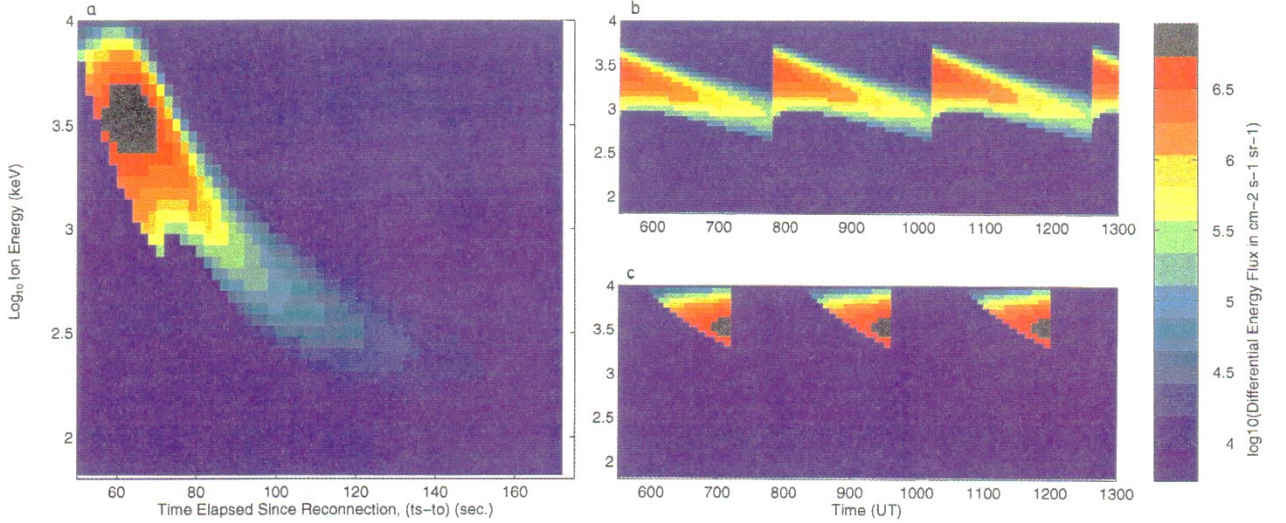 a
4
3.5
3
2.5
2
Log10 Ion Energy (keV)
60 80 100 120 140 160
Time Elapsed Since Reconnection, (ts-to) (sec.)
b
4
3.5
3
2.5
2
600 700 800 900 1000 1100 1200 1300
c
4
3.5
3
2.5
2
600 700 800 900 1000 1100 1200 1300
Time (UT)
6.5
6
5.5
5
4.5
4
log10(Differential Energy Flux in cm-2 s-1 sr-1)